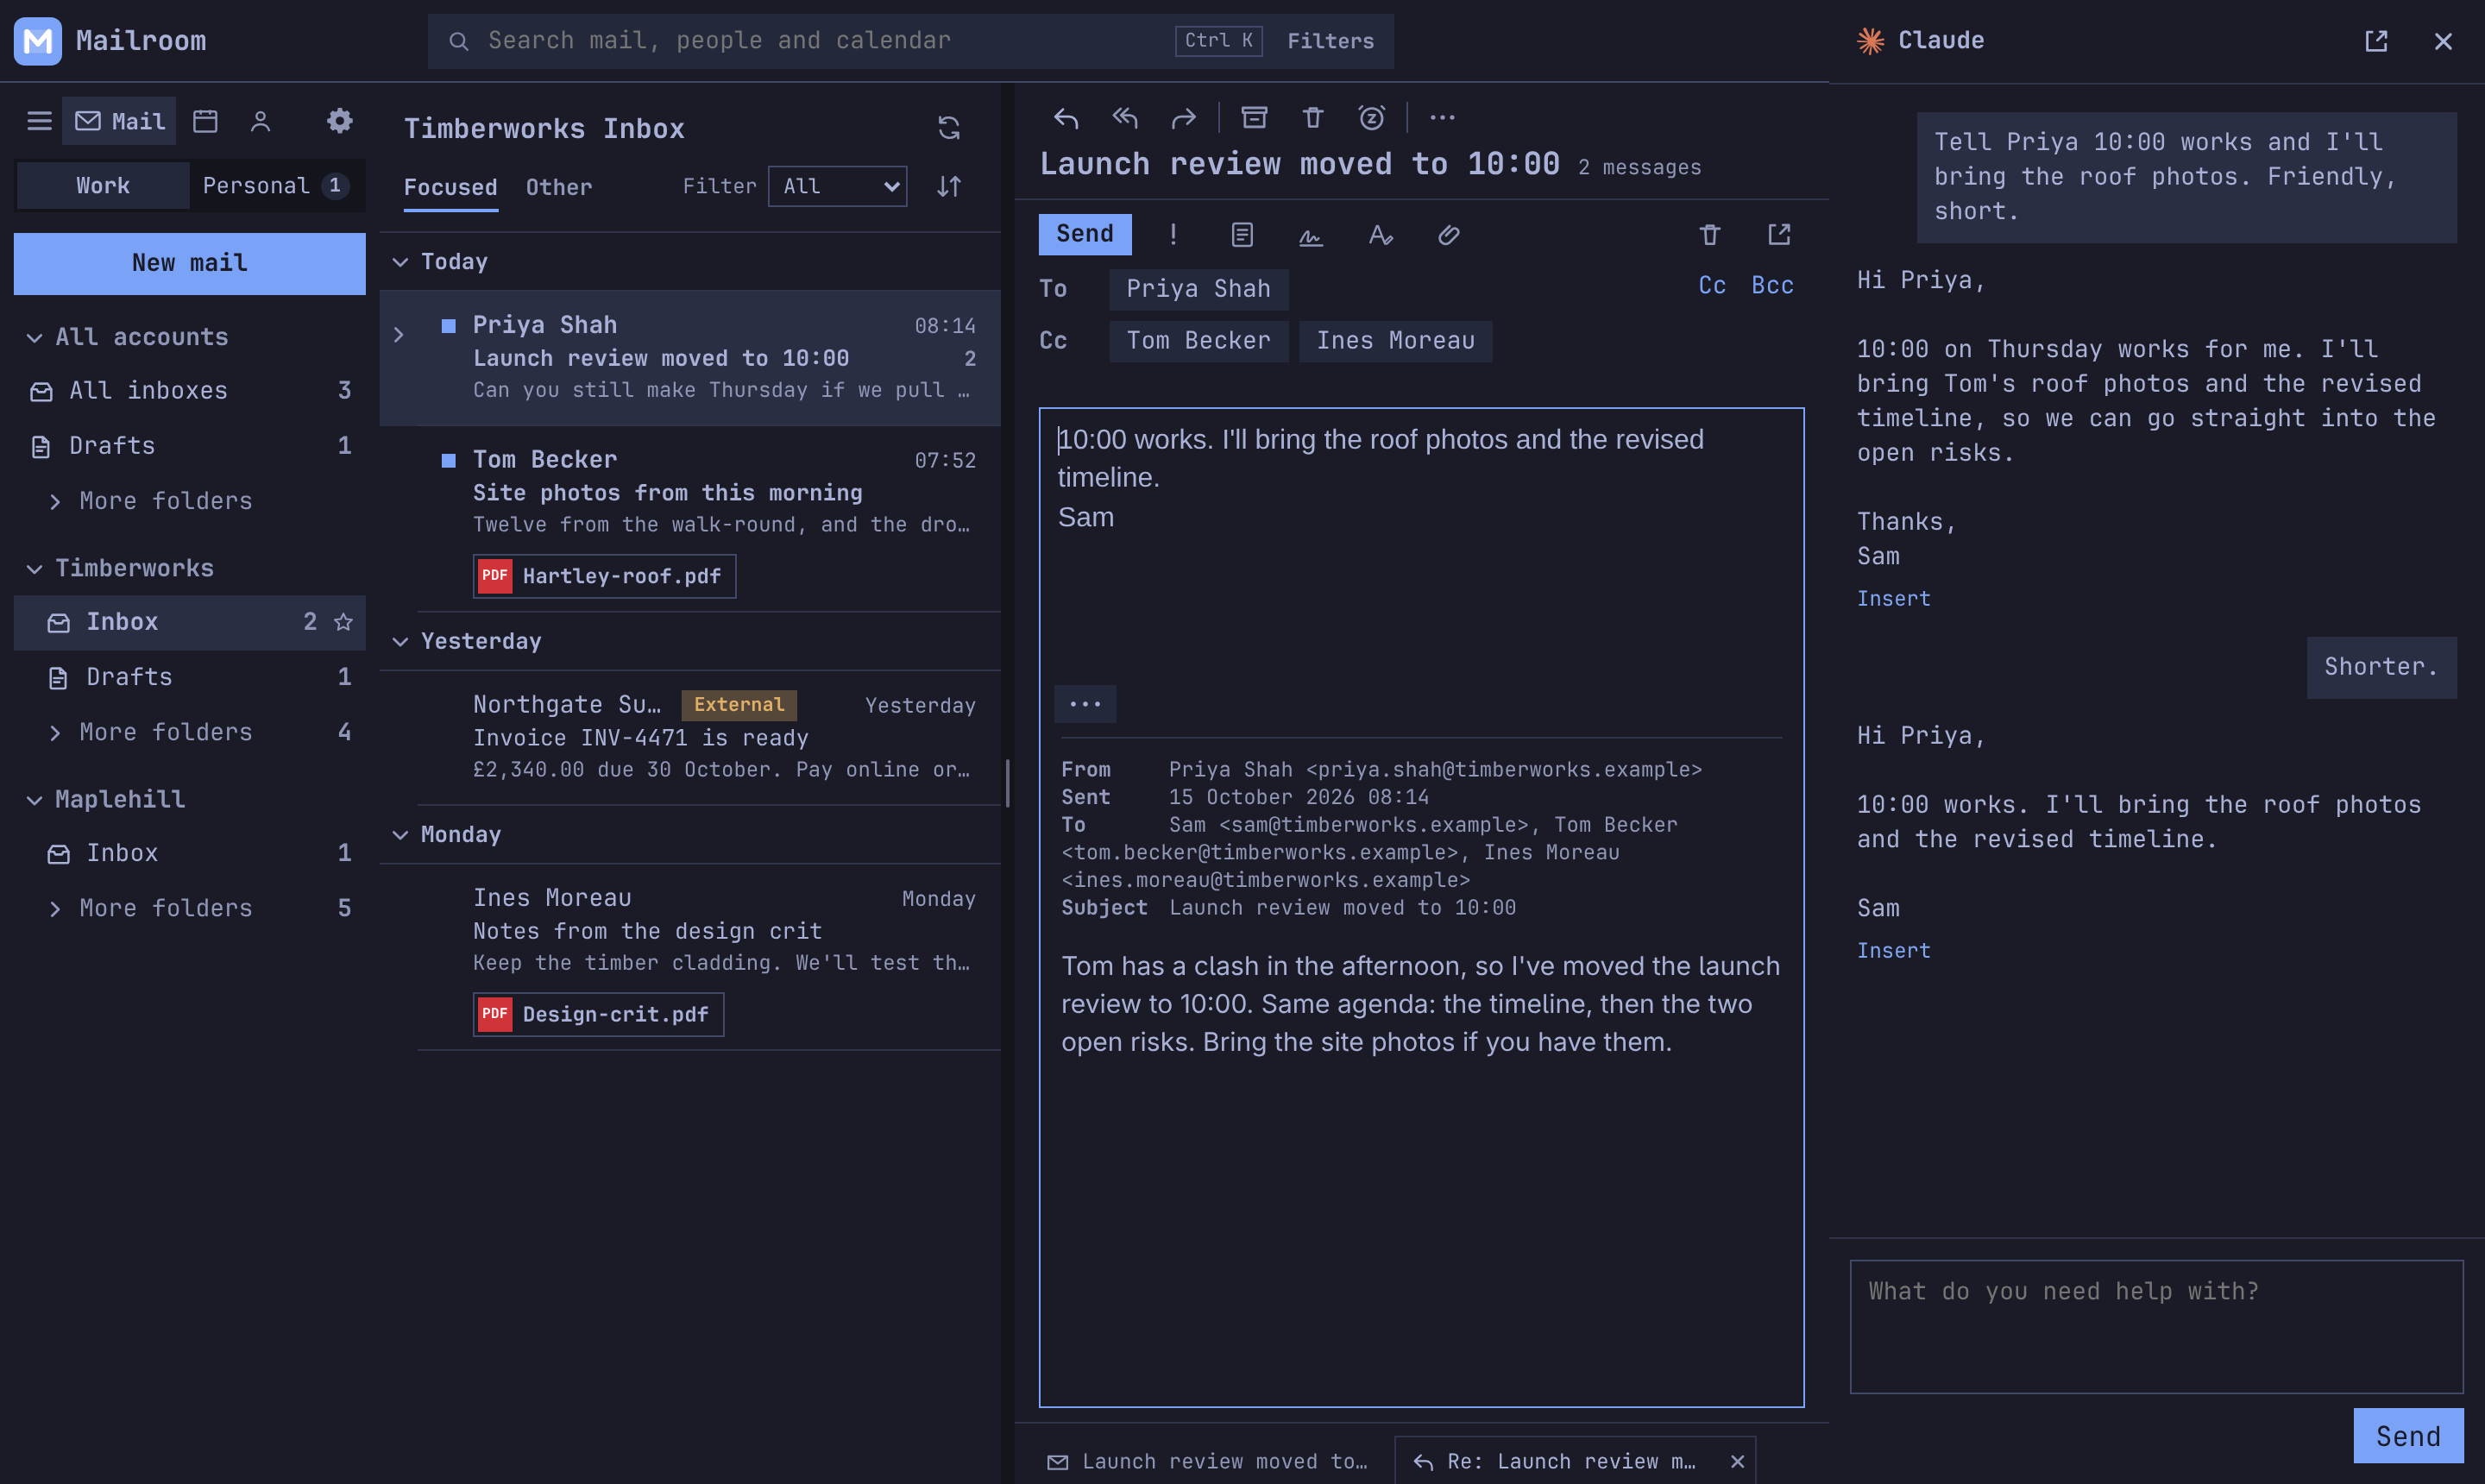 Mailroom
Search mail, people and calendar
Ctrl K
Filters
Claude
Mail
Work
Personal 1
New mail
All accounts
All inboxes 3
Drafts 1
More folders
Timberworks
Inbox 2
Drafts 1
More folders 4
Maplehill
Inbox 1
More folders 5
Timberworks Inbox
Focused
Other
Filter
All
Today
Priya Shah 08:14
Launch review moved to 10:00 2
Can you still make Thursday if we pull …
Tom Becker 07:52
Site photos from this morning
Twelve from the walk-round, and the dro…
PDF Hartley-roof.pdf
Yesterday
Northgate Su… External Yesterday
Invoice INV-4471 is ready
£2,340.00 due 30 October. Pay online or…
Monday
Ines Moreau Monday
Notes from the design crit
Keep the timber cladding. We'll test th…
PDF Design-crit.pdf
Launch review moved to 10:00 2 messages
Send
To Priya Shah
Cc Bcc
Cc Tom Becker Ines Moreau
10:00 works. I'll bring the roof photos and the revised
timeline.
Sam
From Priya Shah <priya.shah@timberworks.example>
Sent 15 October 2026 08:14
To Sam <sam@timberworks.example>, Tom Becker
<tom.becker@timberworks.example>, Ines Moreau
<ines.moreau@timberworks.example>
Subject Launch review moved to 10:00
Tom has a clash in the afternoon, so I've moved the launch
review to 10:00. Same agenda: the timeline, then the two
open risks. Bring the site photos if you have them.
Launch review moved to…
Re: Launch review m…
Tell Priya 10:00 works and I'll
bring the roof photos. Friendly,
short.
Hi Priya,
10:00 on Thursday works for me. I'll
bring Tom's roof photos and the revised
timeline, so we can go straight into the
open risks.
Thanks,
Sam
Insert
Shorter.
Hi Priya,
10:00 works. I'll bring the roof photos
and the revised timeline.
Sam
Insert
What do you need help with?
Send